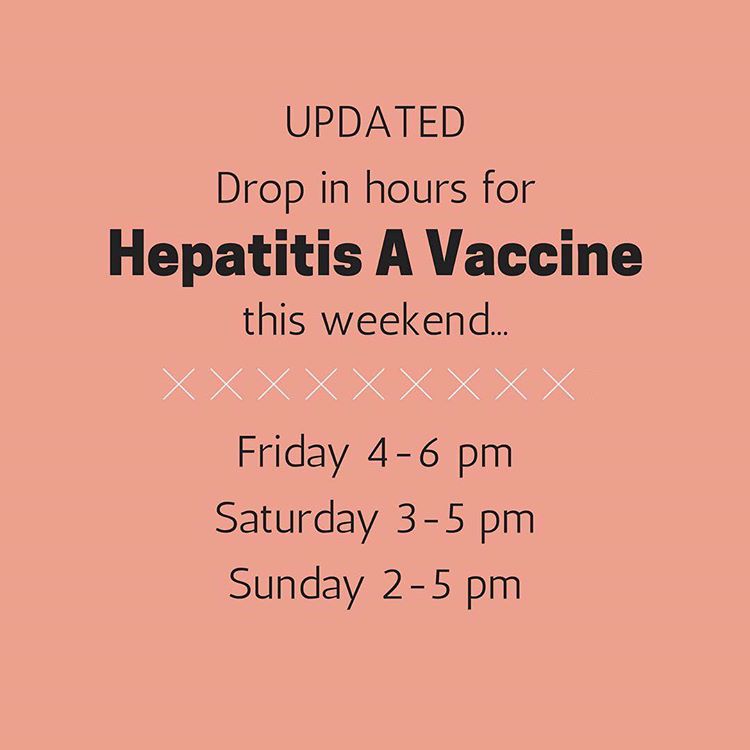 UPDATED
Drop in hours for
Hepatitis A Vaccine
this weekend...
Friday 4-6 pm
Saturday 3-5 pm
Sunday 2-5 pm